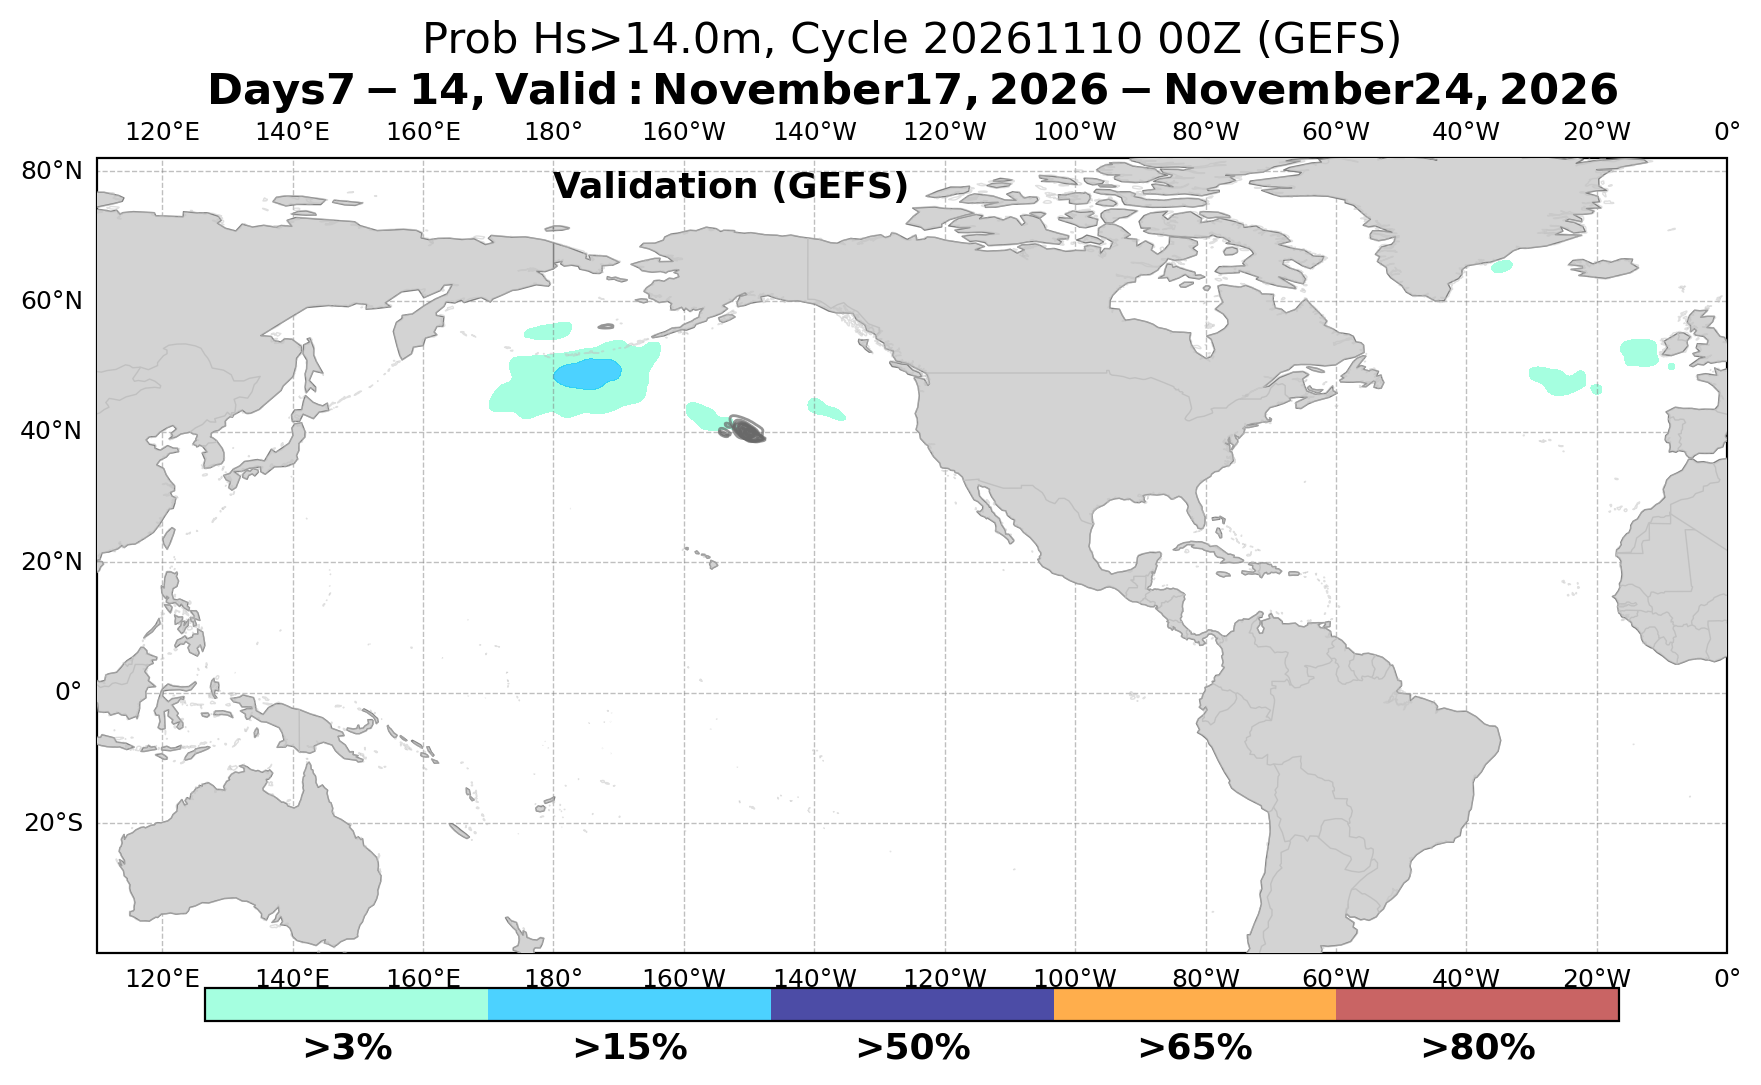 Prob Hs>14.0m, Cycle 20261110 00Z (GEFS)
Days7 − 14, Valid : November17, 2026 − November24, 2026
120°E 140°E 160°E 180° 160°W 140°W 120°W 100°W 80°W 60°W 40°W 20°W 0°
80°N
Validation (GEFS)
60°N
40°N
20°N
0°
20°S
120°E 140°E 160°E 180° 160°W 140°W 120°W 100°W 80°W 60°W 40°W 20°W 0°
>3% >15% >50% >65% >80%